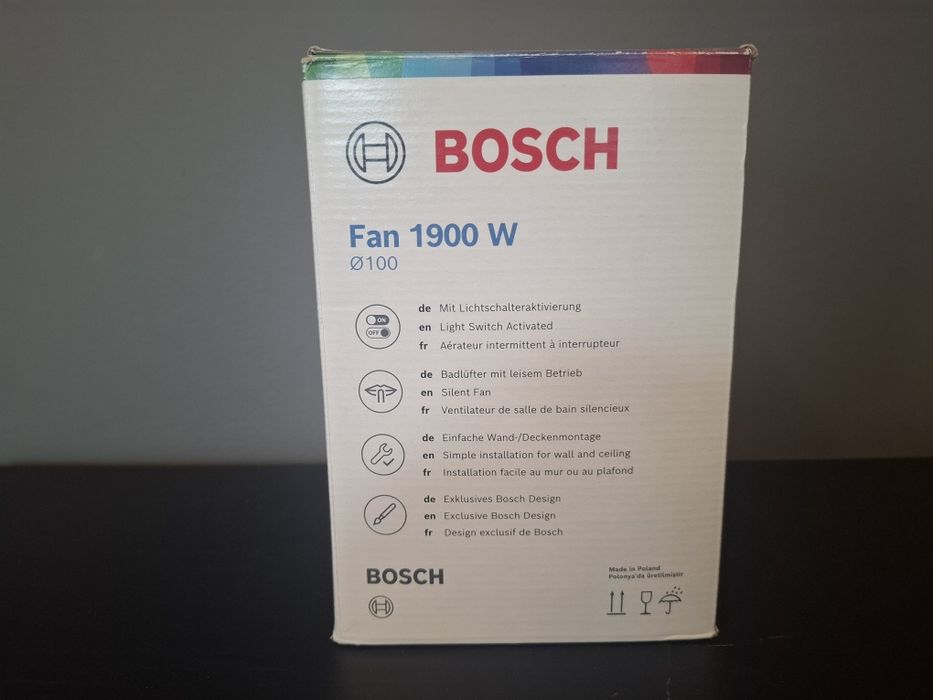 BOSCH
Fan 1900 W
Ø100
ON
OFF
de Mit Lichtschalteraktivierung
en Light Switch Activated
fr Aérateur intermittent à interrupteur
de Badlüfter mit leisem Betrieb
en Silent Fan
fr Ventilateur de salle de bain silencieux
de Einfache Wand-/Deckenmontage
en Simple installation for wall and ceiling
fr Installation facile au mur ou au plafond
de Exklusives Bosch Design
en Exclusive Bosch Design
fr Design exclusif de Bosch
BOSCH
Made in Poland
Polonya'da üretilmiştir